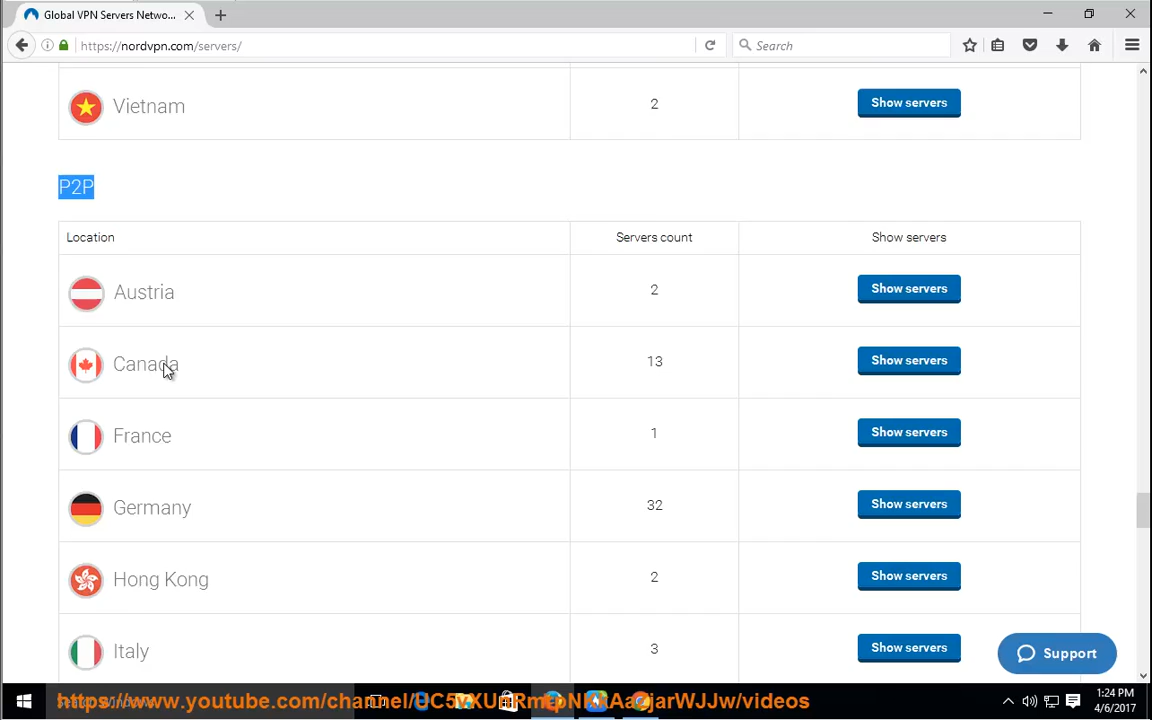 Global VPN Servers Netwo...
https://nordvpn.com/servers/
Search
Vietnam 2 Show servers
P2P
Location Servers count Show servers
Austria 2 Show servers
Canada 13 Show servers
France 1 Show servers
Germany 32 Show servers
Hong Kong 2 Show servers
Italy 3 Show servers
Support
1:24 PM
4/6/2017